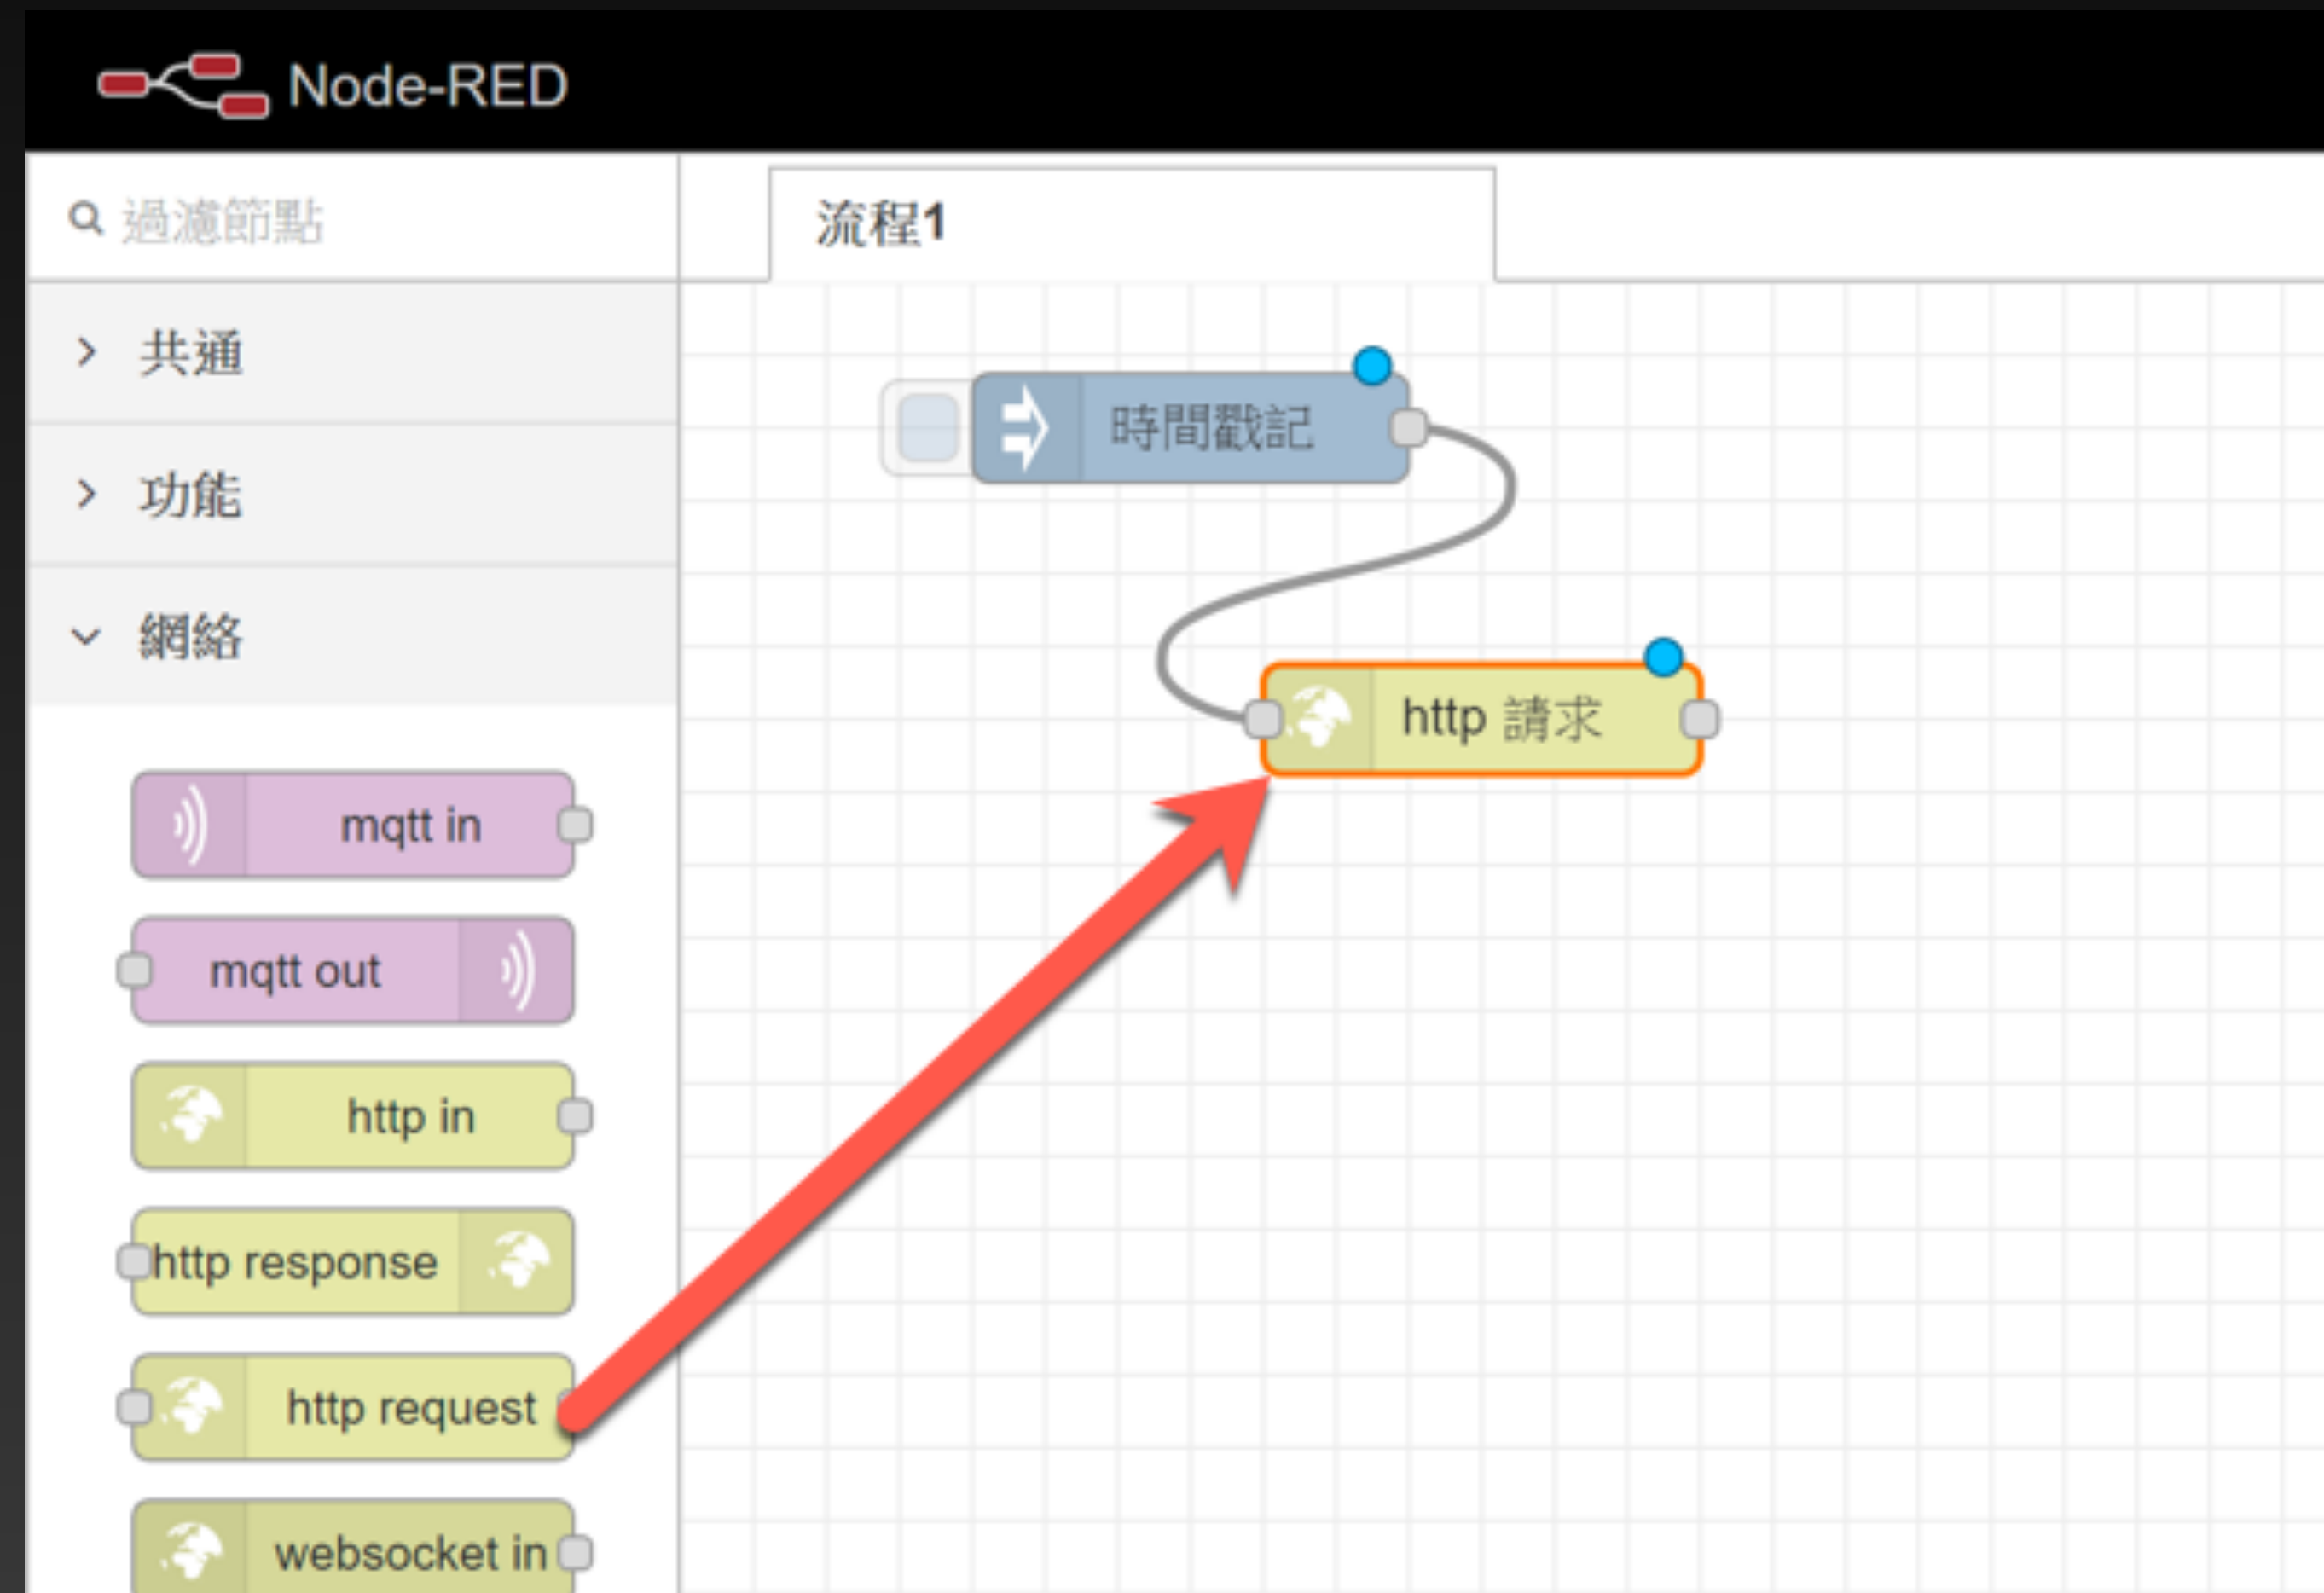 Node-RED
過濾節點
流程1
共通
功能
網絡
時間戳記
http 請求
mqtt in
mqtt out
http in
http response
http request
websocket in